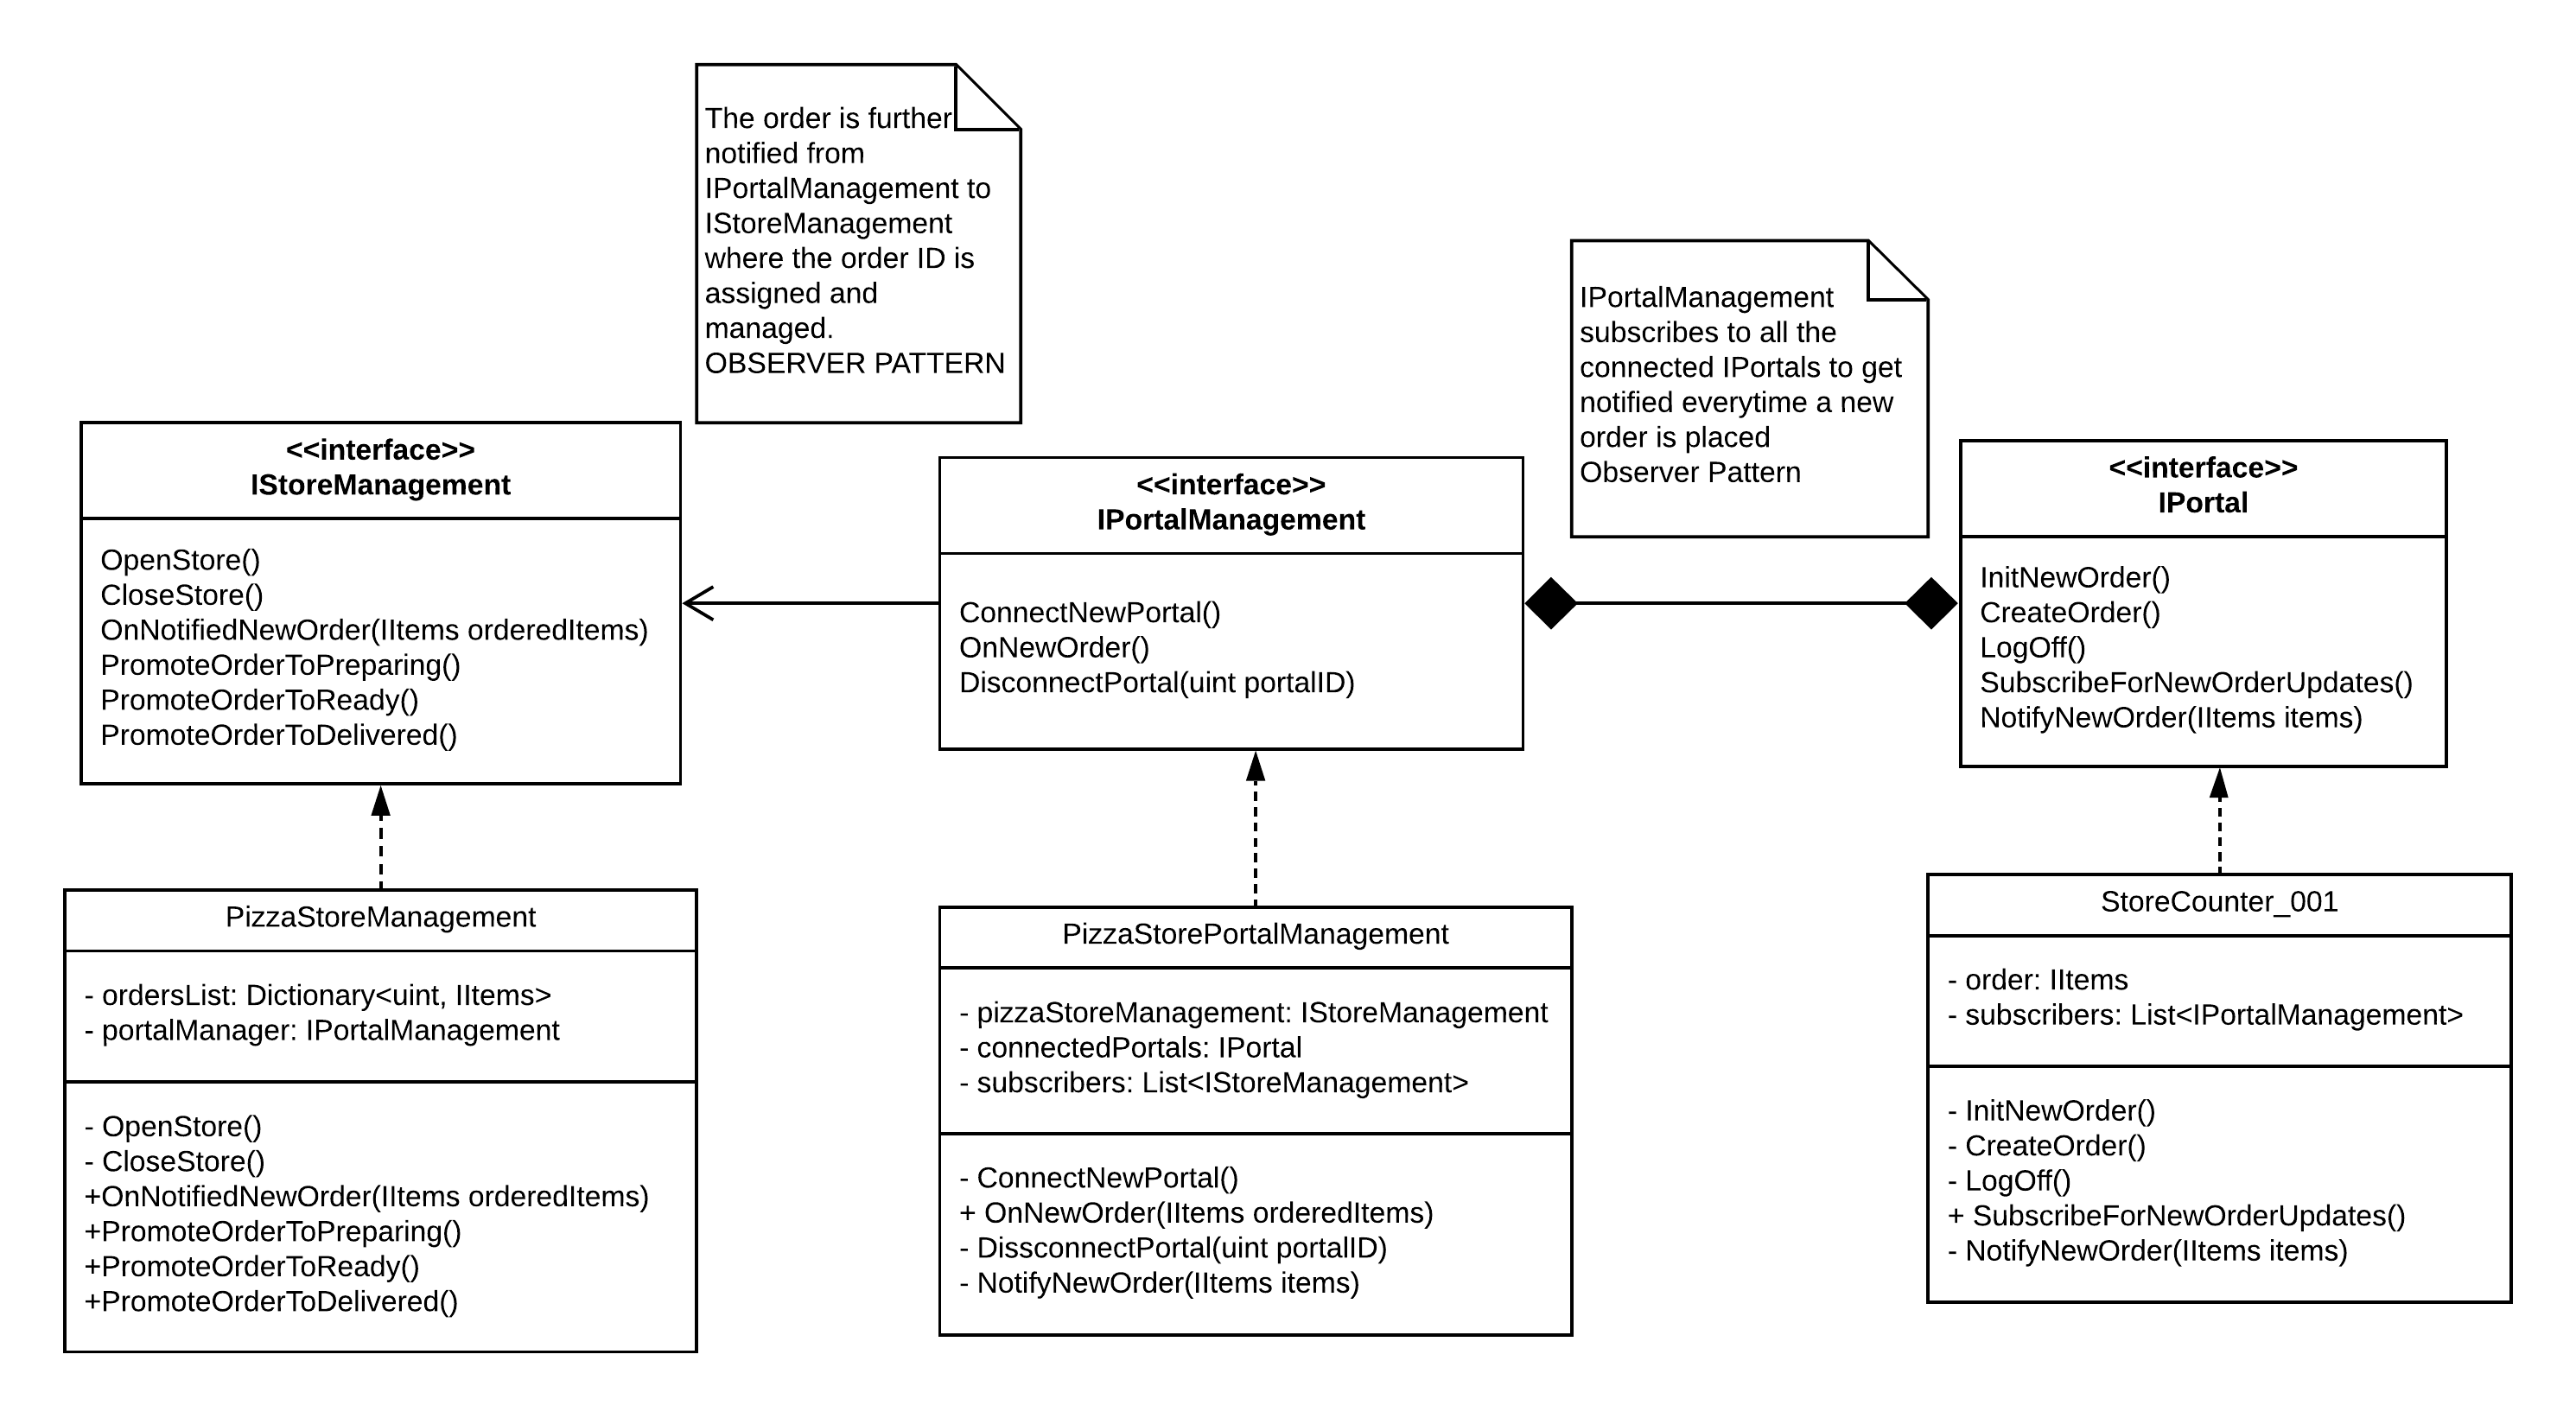 The order is further
notified from
IPortalManagement to
IStoreManagement
where the order ID is
assigned and
managed.
OBSERVER PATTERN
IPortalManagement
subscribes to all the
connected IPortals to get
notified everytime a new
order is placed
Observer Pattern
<<interface>>
IStoreManagement
OpenStore()
CloseStore()
OnNotifiedNewOrder(IItems orderedItems)
PromoteOrderToPreparing()
PromoteOrderToReady()
PromoteOrderToDelivered()
<<interface>>
IPortalManagement
ConnectNewPortal()
OnNewOrder()
DisconnectPortal(uint portalID)
<<interface>>
IPortal
InitNewOrder()
CreateOrder()
LogOff()
SubscribeForNewOrderUpdates()
NotifyNewOrder(IItems items)
PizzaStoreManagement
- ordersList: Dictionary<uint, IItems>
- portalManager: IPortalManagement
- OpenStore()
- CloseStore()
+OnNotifiedNewOrder(IItems orderedItems)
+PromoteOrderToPreparing()
+PromoteOrderToReady()
+PromoteOrderToDelivered()
PizzaStorePortalManagement
- pizzaStoreManagement: IStoreManagement
- connectedPortals: IPortal
- subscribers: List<IStoreManagement>
- ConnectNewPortal()
+ OnNewOrder(IItems orderedItems)
- DissconnectPortal(uint portalID)
- NotifyNewOrder(IItems items)
StoreCounter_001
- order: IItems
- subscribers: List<IPortalManagement>
- InitNewOrder()
- CreateOrder()
- LogOff()
+ SubscribeForNewOrderUpdates()
- NotifyNewOrder(IItems items)